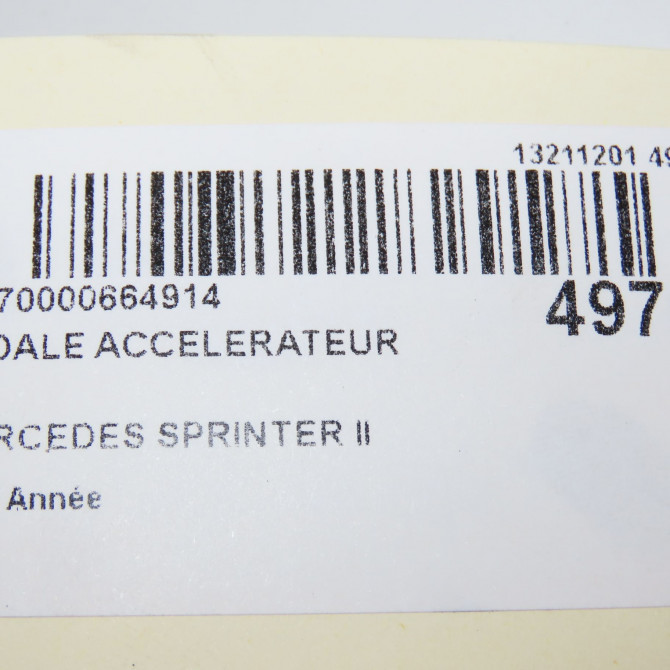 13211201 49
70000664914
497
DALE ACCELERATEUR
RCEDES SPRINTER II
Année